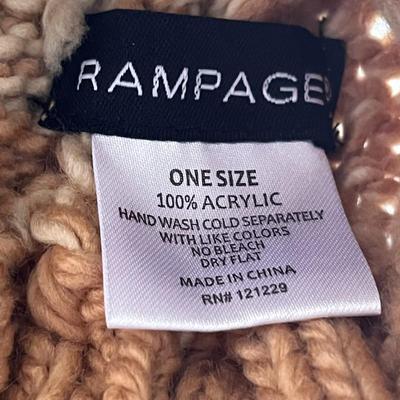 RAMPAGE
ONE SIZE
100% ACRYLIC
HAND WASH COLD SEPARATELY
WITH LIKE COLORS
NO BLEACH
DRY FLAT
MADE IN CHINA
RN# 121229